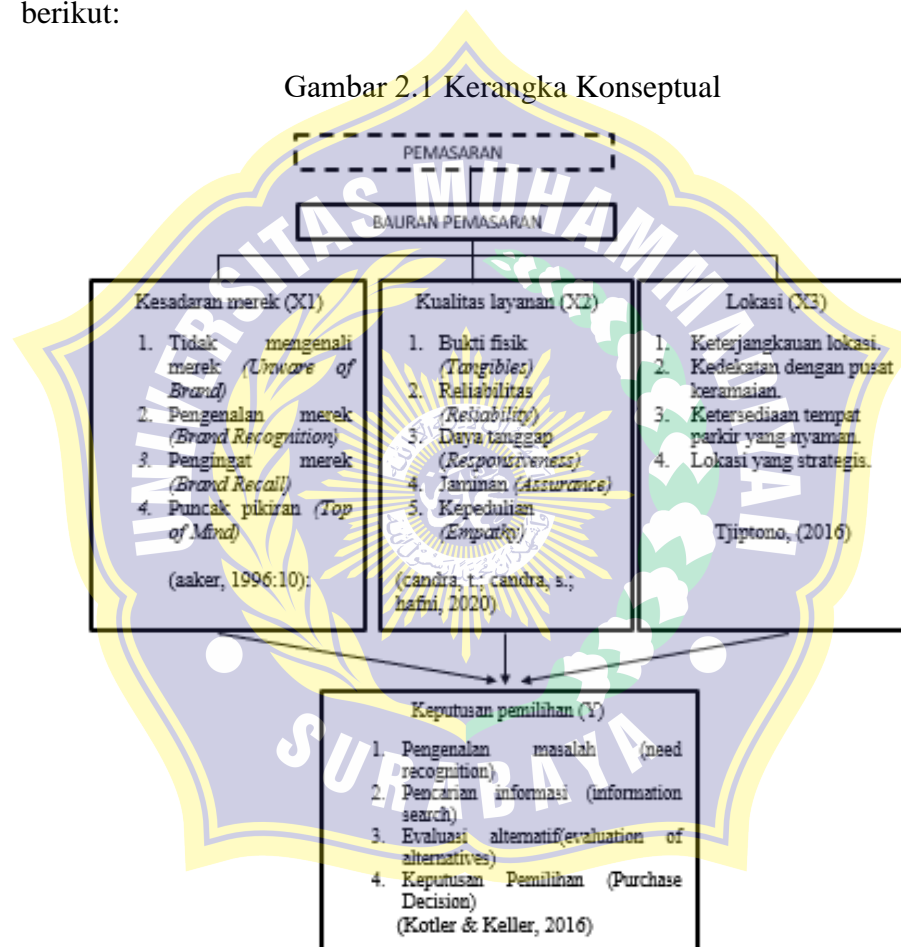 berikut:
Gambar 2.1 Kerangka Konseptual
PEMASARAN
BAURAN PEMASARAN
Kesadaran merek (X1)
1. Tidak mengenali
merek (Unware of
Brand)
2. Pengenalan merek
(Brand Recognition)
3. Pengingat merek
(Brand Recall)
4. Puncak pikiran (Top
of Mind)
(aaker, 1996:10):
Kualitas layanan (X2)
1. Bukti fisik
(Tangibles)
2. Reliabilitas
(Reliability)
3. Daya tanggap
(Responsiveness)
4. Jaminan (Assurance)
5. Kepedulian
(Empathy)
(candra, t.; candra, s.;
hafni, 2020)
Lokasi (X3)
1. Keterjangkauan lokasi.
2. Kedekatan dengan pusat
keramaian.
3. Ketersediaan tempat
parkir yang nyaman.
4. Lokasi yang strategis.
Tjiptono, (2016)
Keputusan pemilihan (Y)
1. Pengenalan masalah (need
recognition)
2. Pencarian informasi (information
search)
3. Evaluasi alternatif(evaluation of
alternatives)
4. Keputusan Pemilihan (Purchase
Decision)
(Kotler & Keller, 2016)
UNIVERSITAS MUHAMMADIYAH
SURABAYA